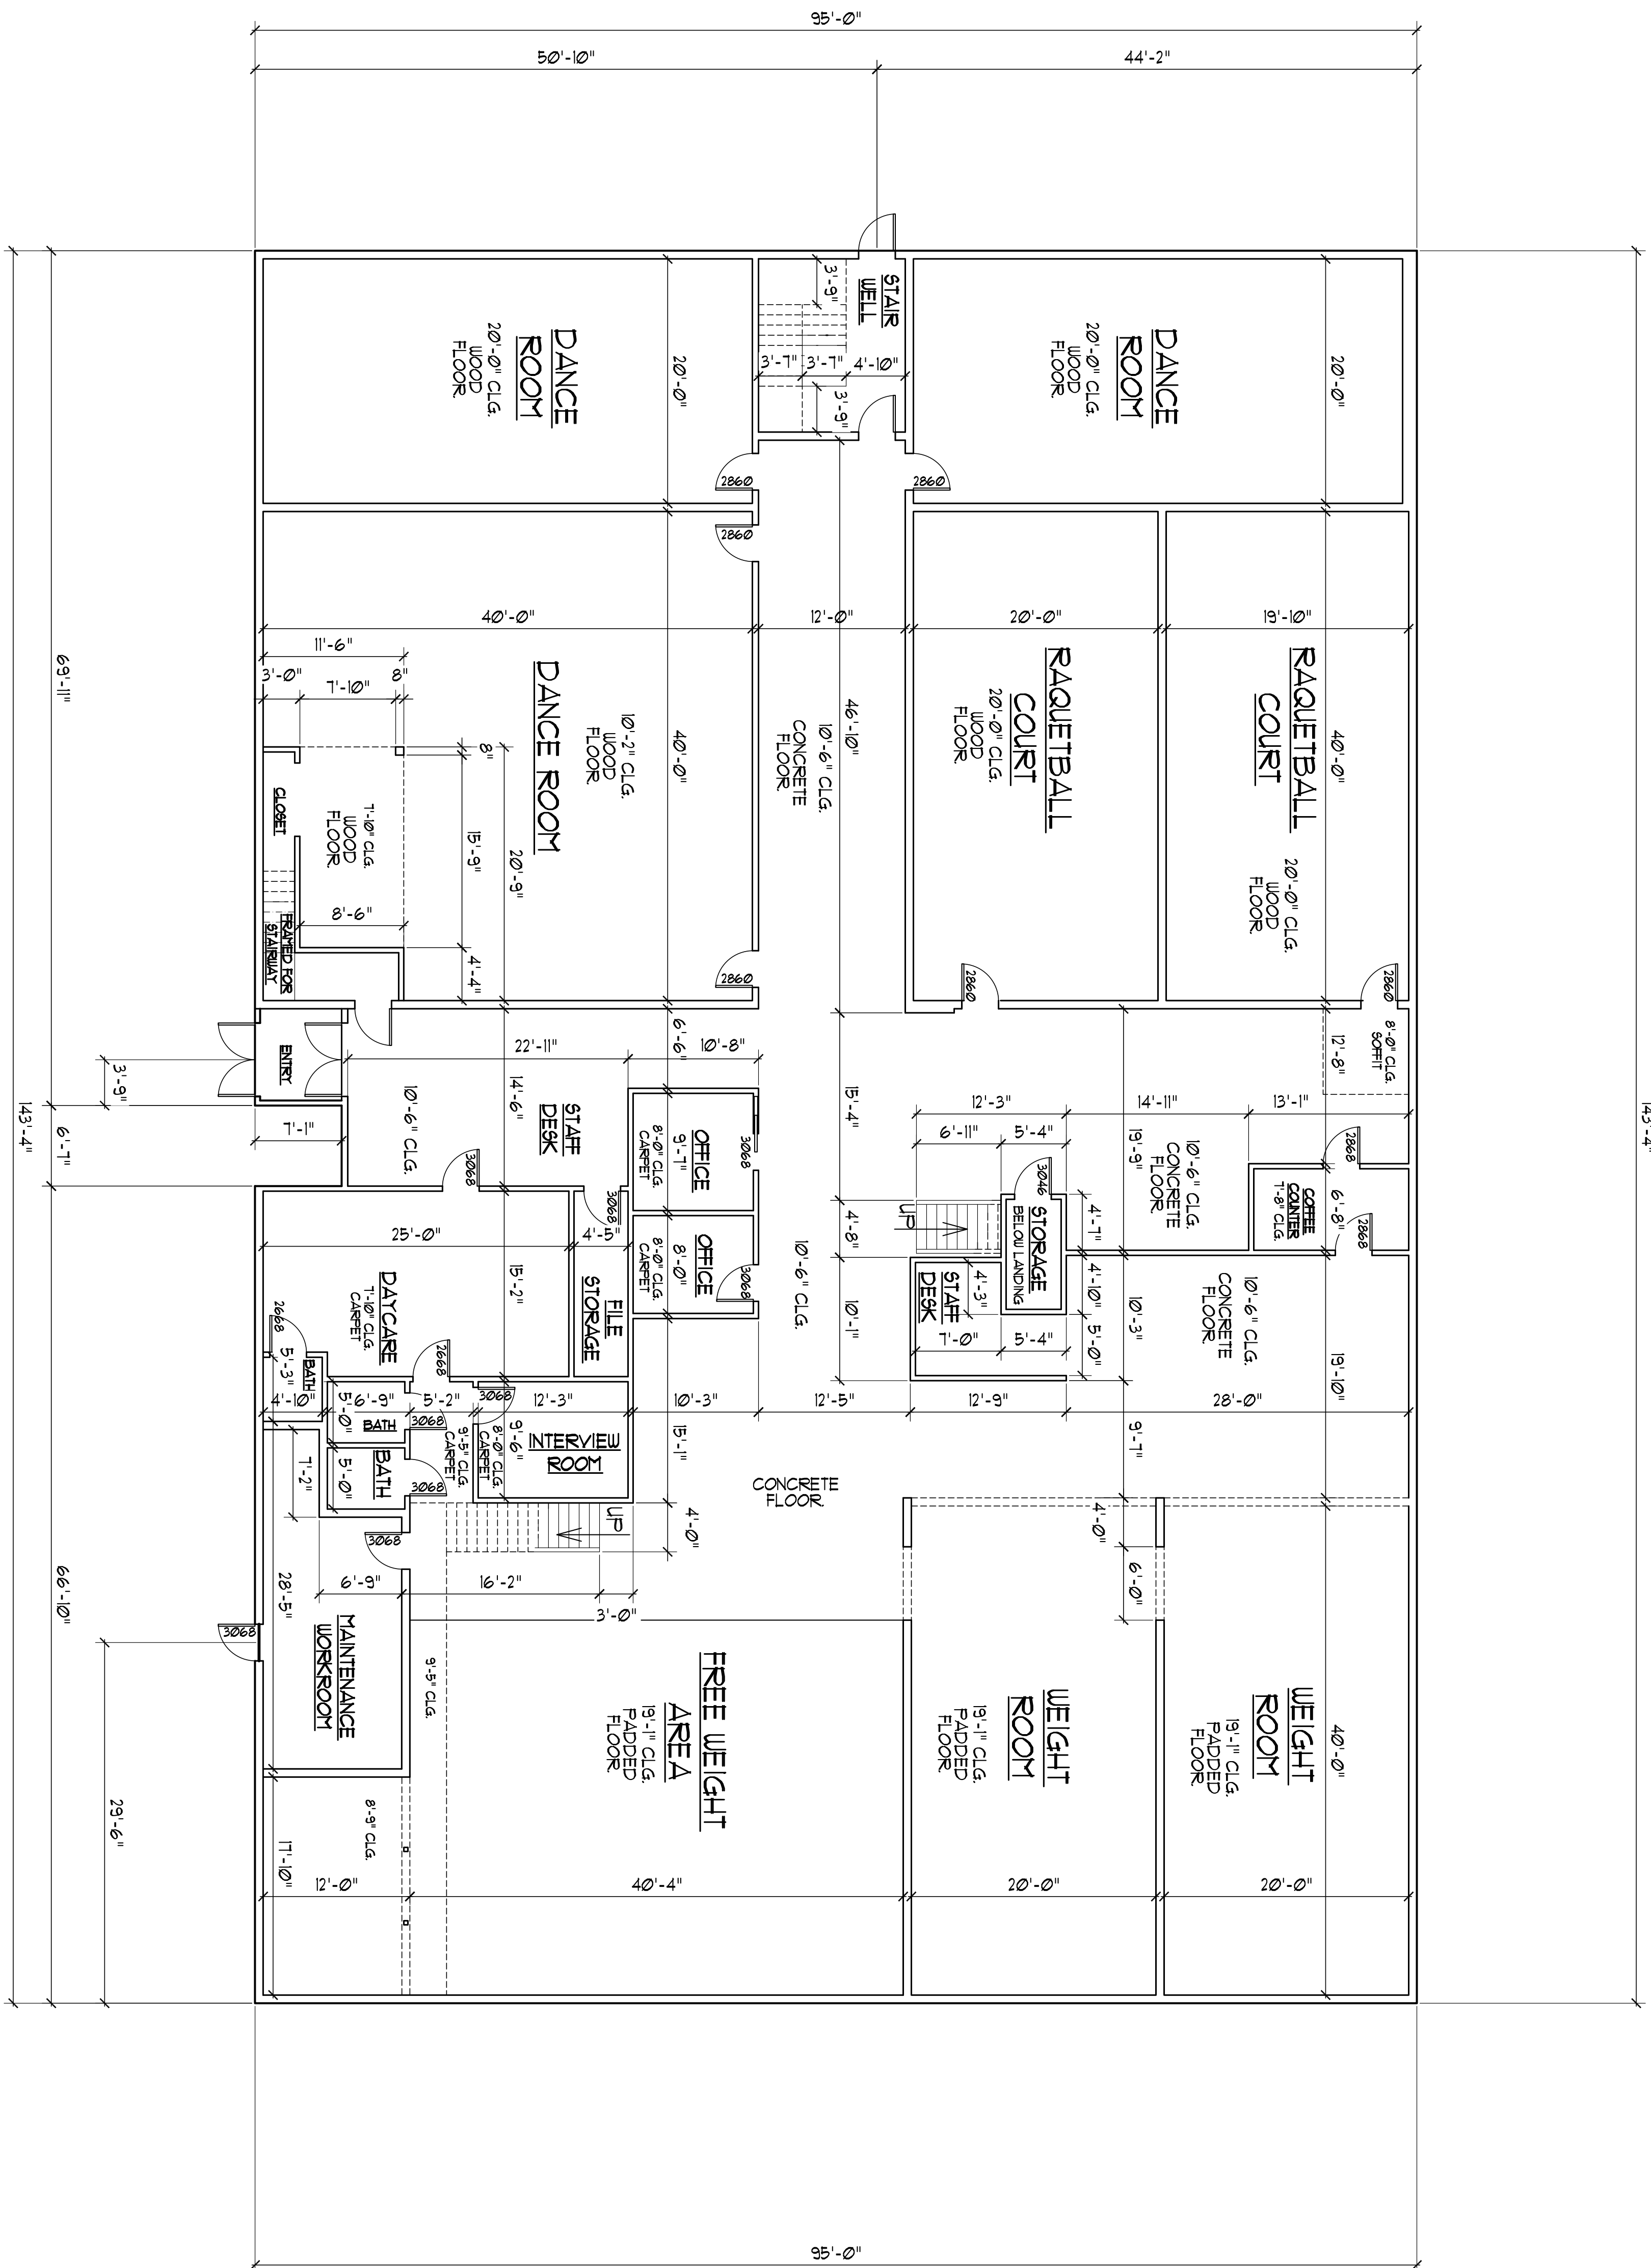 95'-0"
50'-10"
44'-2"
STAIR
WELL
3'-9"
3'-7"
3'-7"
4'-10"
3'-9"
DANCE
ROOM
20'-0" CLG.
WOOD
FLOOR.
20'-0"
DANCE
ROOM
20'-0" CLG.
WOOD
FLOOR.
20'-0"
2860
2860
2860
40'-0"
12'-0"
20'-0"
19'-10"
11'-6"
3'-0"
8"
7'-10"
DANCE ROOM
10'-2" CLG.
WOOD
FLOOR.
40'-0"
8"
15'-9"
20'-9"
CLOSET
7'-10" CLG.
WOOD
FLOOR.
8'-6"
FRAMED FOR
STAIRWAY
4'-4"
2860
46'-10"
10'-6" CLG.
CONCRETE
FLOOR.
RAQUETBALL
COURT
20'-0" CLG.
WOOD
FLOOR.
2860
RAQUETBALL
COURT
20'-0" CLG.
WOOD
FLOOR.
40'-0"
2860
69'-11"
143'-4"
143'-4"
ENTRY
3'-9"
6'-7"
7'-1"
22'-11"
10'-8"
6'-6"
14'-6"
10'-6" CLG.
STAFF
DESK
3068
3068
OFFICE
9'-7"
8'-0" CLG.
CARPET
3068
OFFICE
8'-0"
8'-0" CLG.
CARPET
3068
15'-4"
4'-8"
10'-1"
10'-6" CLG.
12'-3"
14'-11"
13'-1"
6'-11"
5'-4"
19'-9"
10'-6" CLG.
CONCRETE
FLOOR.
8'-0" CLG.
SOFFIT
12'-8"
2868
COFFEE
COUNTER
7'-8" CLG.
6'-8"
2868
3046
STORAGE
BELOW LANDING
4'-7"
4'-10"
5'-0"
UP
STAFF
DESK
4'-3"
7'-0"
5'-4"
10'-3"
10'-6" CLG.
CONCRETE
FLOOR.
19'-10"
25'-0"
4'-5"
DAYCARE
7'-10" CLG.
CARPET
15'-2"
FILE
STORAGE
2668
5'-3"
BATH
2668
4'-10"
6'-9"
5'-2"
12'-3"
10'-3"
12'-5"
12'-9"
28'-0"
5'-0"
BATH
3068
3068
9'-5" CLG.
CARPET
8'-0" CLG.
CARPET
9'-6"
INTERVIEW
ROOM
15'-1"
9'-7"
BATH
5'-0"
3068
7'-2"
CONCRETE
FLOOR.
UP
4'-0"
4'-0"
6'-0"
3068
6'-9"
16'-2"
3'-0"
28'-5"
66'-10"
29'-6"
3068
MAINTENANCE
WORKROOM
9'-5" CLG.
FREE WEIGHT
AREA
19'-1" CLG.
PADDED
FLOOR.
WEIGHT
ROOM
19'-1" CLG.
PADDED
FLOOR.
WEIGHT
ROOM
19'-1" CLG.
PADDED
FLOOR.
40'-0"
8'-9" CLG.
17'-10"
12'-0"
40'-4"
20'-0"
20'-0"
95'-0"